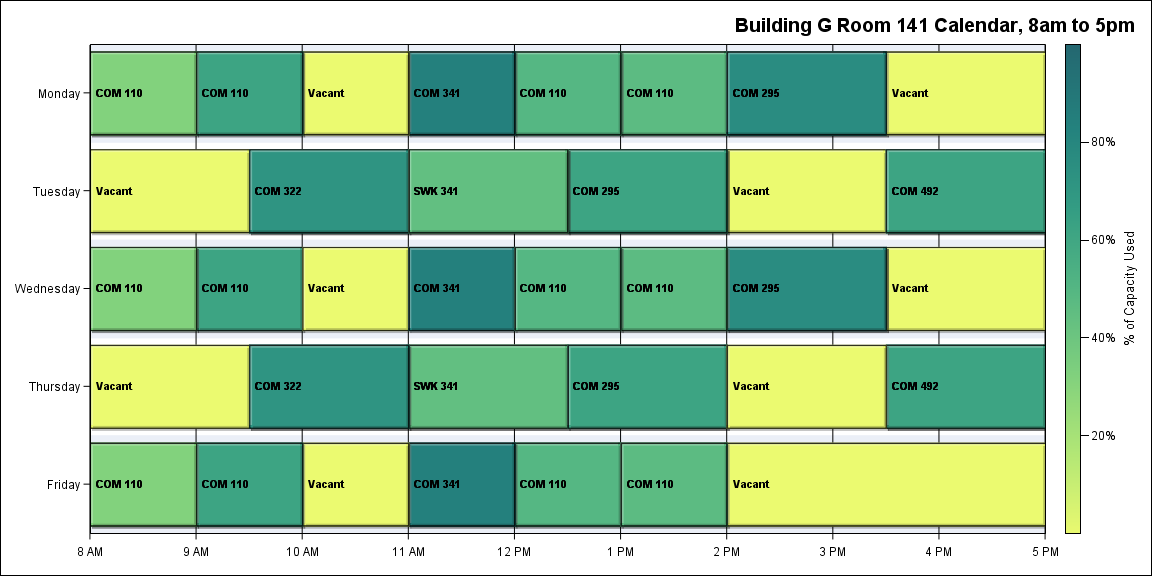 Building G Room 141 Calendar, 8am to 5pm
Monday
COM 110
COM 110
Vacant
COM 341
COM 110
COM 110
COM 295
Vacant
Tuesday
Vacant
COM 322
SWK 341
COM 295
Vacant
COM 492
Wednesday
COM 110
COM 110
Vacant
COM 341
COM 110
COM 110
COM 295
Vacant
Thursday
Vacant
COM 322
SWK 341
COM 295
Vacant
COM 492
Friday
COM 110
COM 110
Vacant
COM 341
COM 110
COM 110
Vacant
8 AM
9 AM
10 AM
11 AM
12 PM
1 PM
2 PM
3 PM
4 PM
5 PM
80%
60%
40%
20%
% of Capacity Used